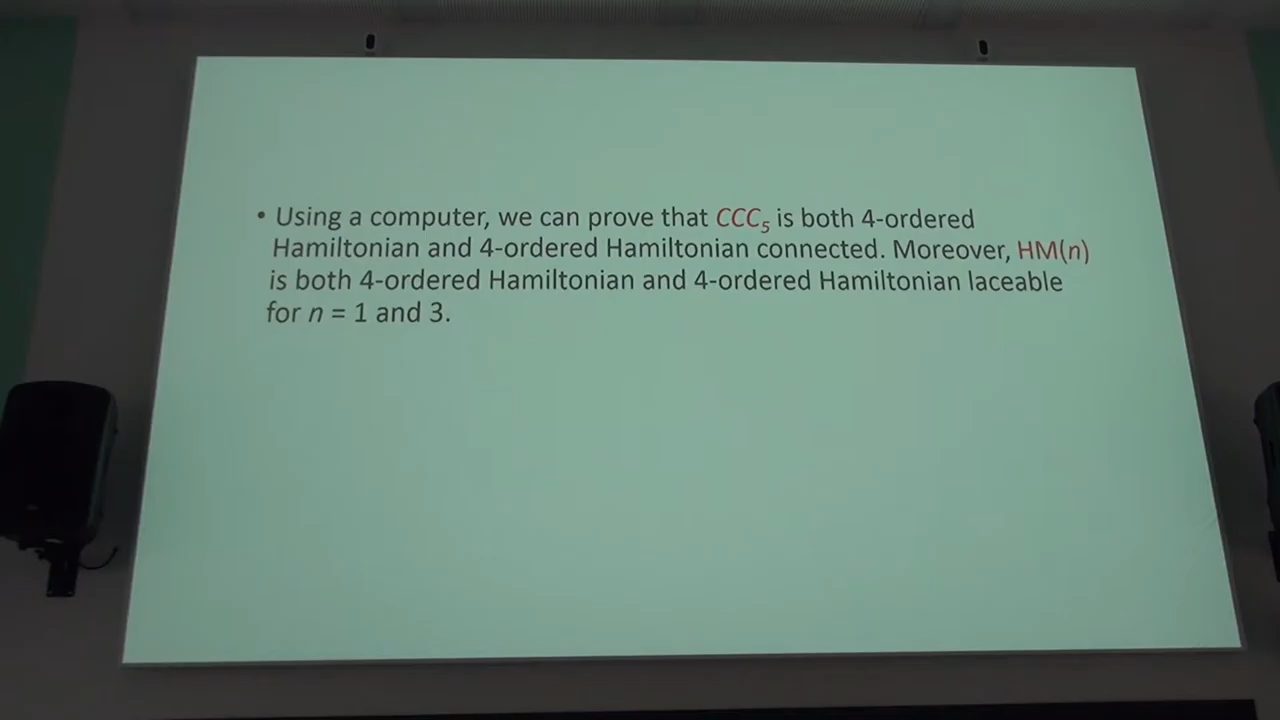 • Using a computer, we can prove that CCC₅ is both 4-ordered
Hamiltonian and 4-ordered Hamiltonian connected. Moreover, HM(n)
is both 4-ordered Hamiltonian and 4-ordered Hamiltonian laceable
for n = 1 and 3.